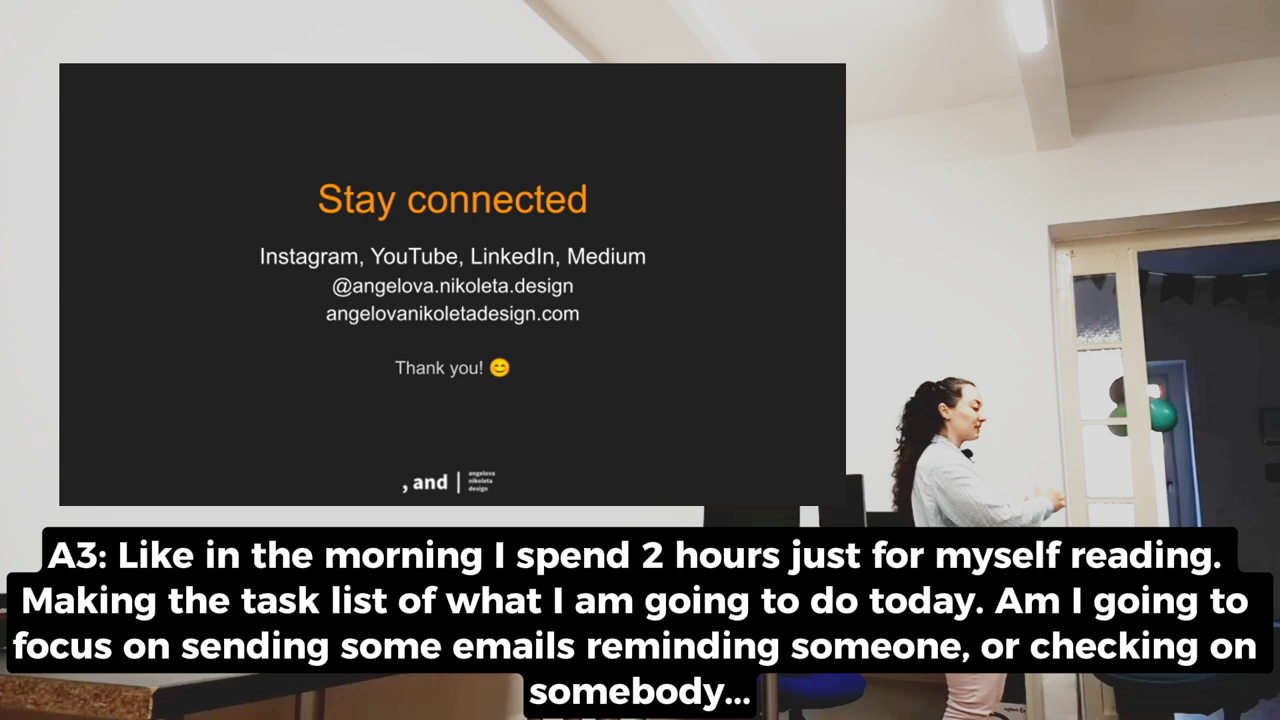 Stay connected
Instagram, YouTube, LinkedIn, Medium
@angelova.nikoleta.design
angelovanikoletadesign.com
Thank you! 😊
, and | angelova
nikoleta
design
A3: Like in the morning I spend 2 hours just for myself reading.
Making the task list of what I am going to do today. Am I going to
focus on sending some emails reminding someone, or checking on
somebody...